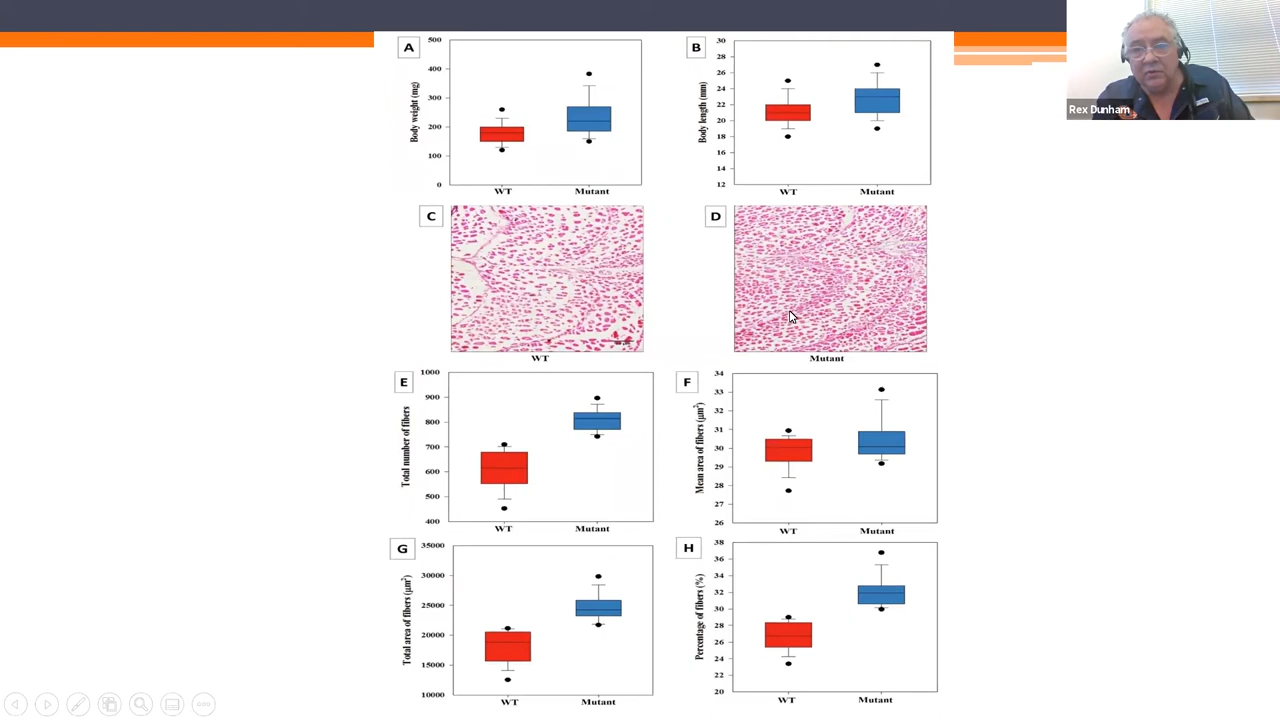 Rex Dunham
A
Body weight (mg)
500
400
300
200
100
0
WT
Mutant
B
Body length (mm)
30
28
26
24
22
20
18
16
14
12
WT
Mutant
C
WT
D
Mutant
E
Total number of fibers
1000
900
800
700
600
500
400
WT
Mutant
F
Mean area of fibers (μm²)
34
33
32
31
30
29
28
27
26
WT
Mutant
G
Total area of fibers (μm²)
35000
30000
25000
20000
15000
10000
WT
Mutant
H
Percentage of fibers (%)
38
36
34
32
30
28
26
24
22
20
WT
Mutant